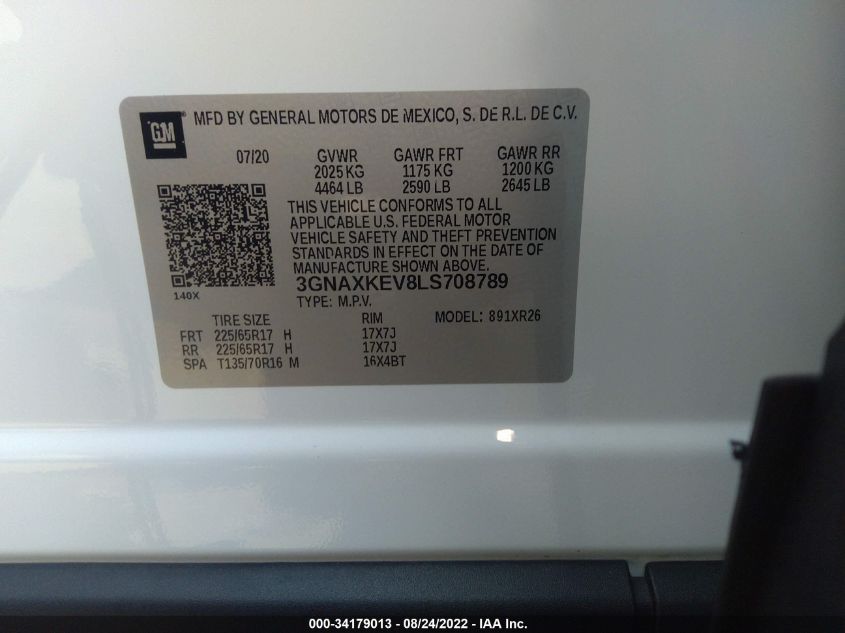 GM® MFD BY GENERAL MOTORS DE MEXICO, S. DE R.L. DE C.V.
07/20 GVWR GAWR FRT GAWR RR
2025 KG 1175 KG 1200 KG
4464 LB 2590 LB 2645 LB
THIS VEHICLE CONFORMS TO ALL
APPLICABLE U.S. FEDERAL MOTOR
VEHICLE SAFETY AND THEFT PREVENTION
STANDARDS IN EFFECT ON THE DATE OF
MANUFACTURE SHOWN ABOVE.
3GNAXKEV8LS708789
140X
TYPE: M.P.V.
TIRE SIZE RIM MODEL: 891XR26
FRT 225/65R17 H 17X7J
RR 225/65R17 H 17X7J
SPA T135/70R16 M 16X4BT
000-34179013 - 08/24/2022 - IAA Inc.